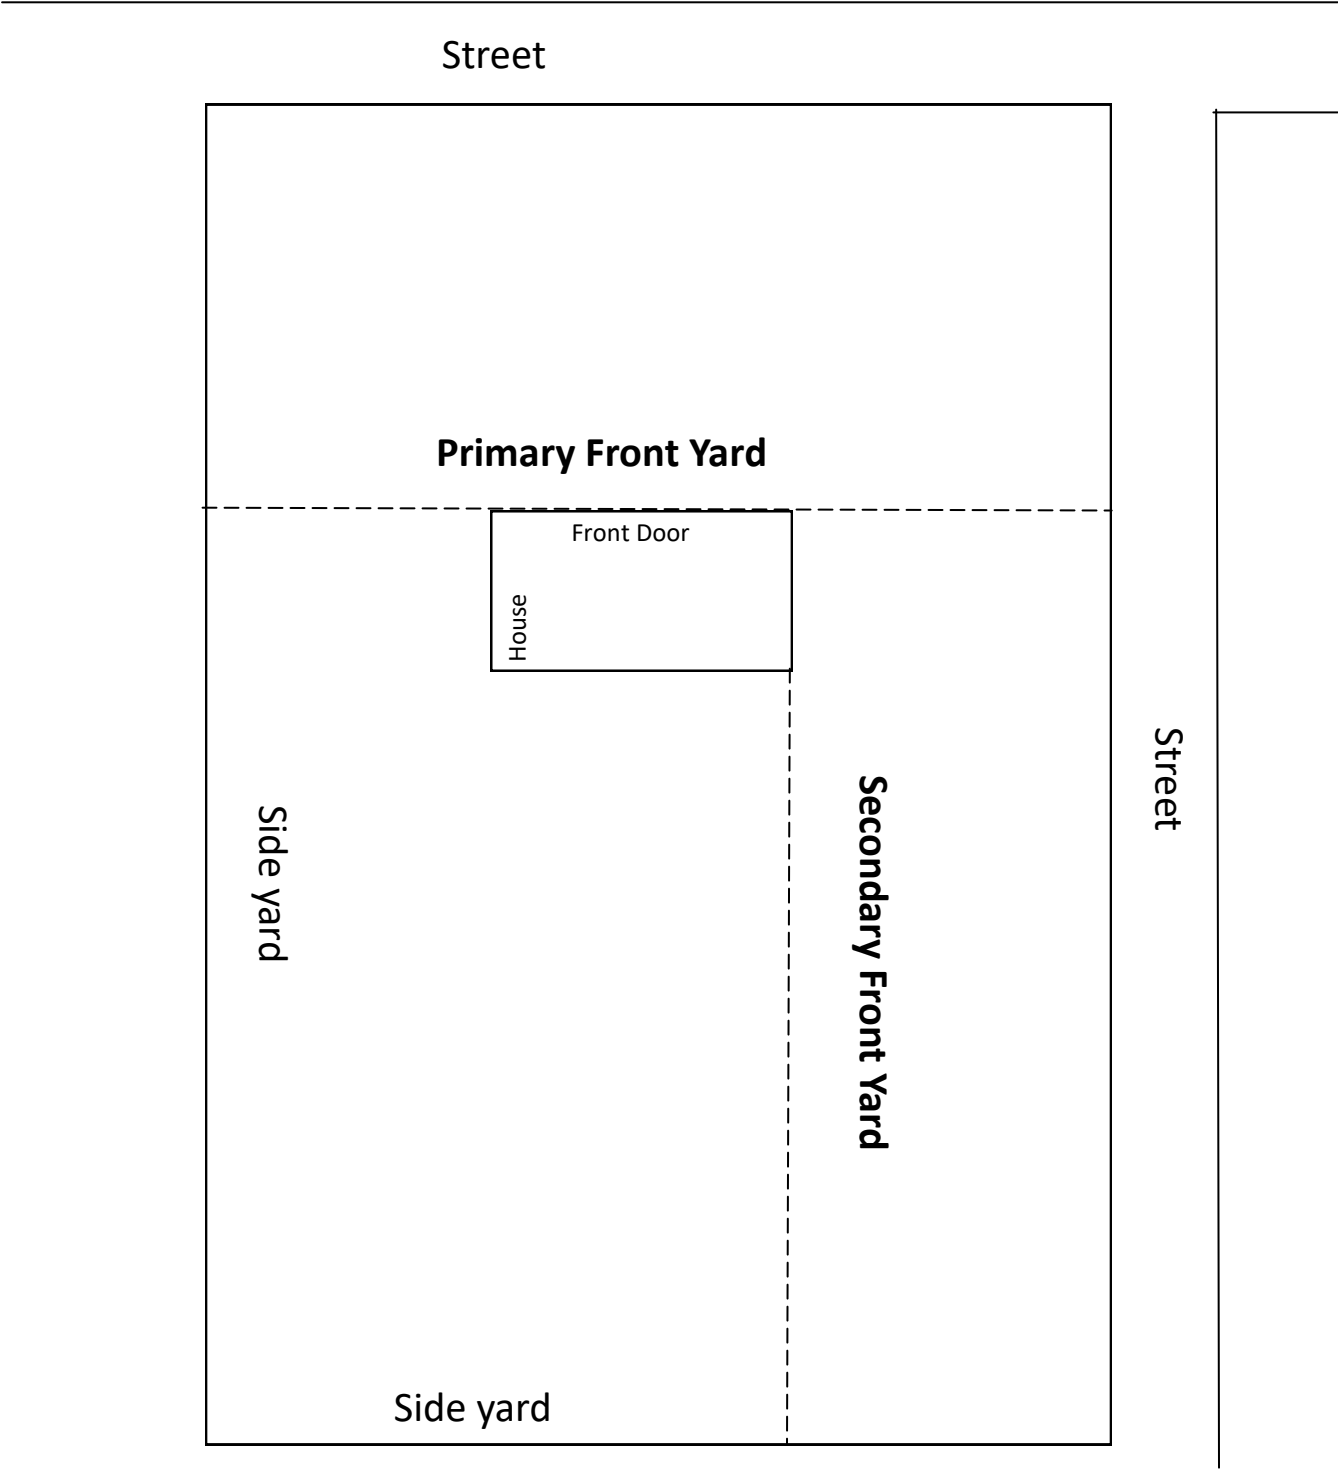 Street
Primary Front Yard
Front Door
House
Street
Secondary Front Yard
Side yard
Side yard